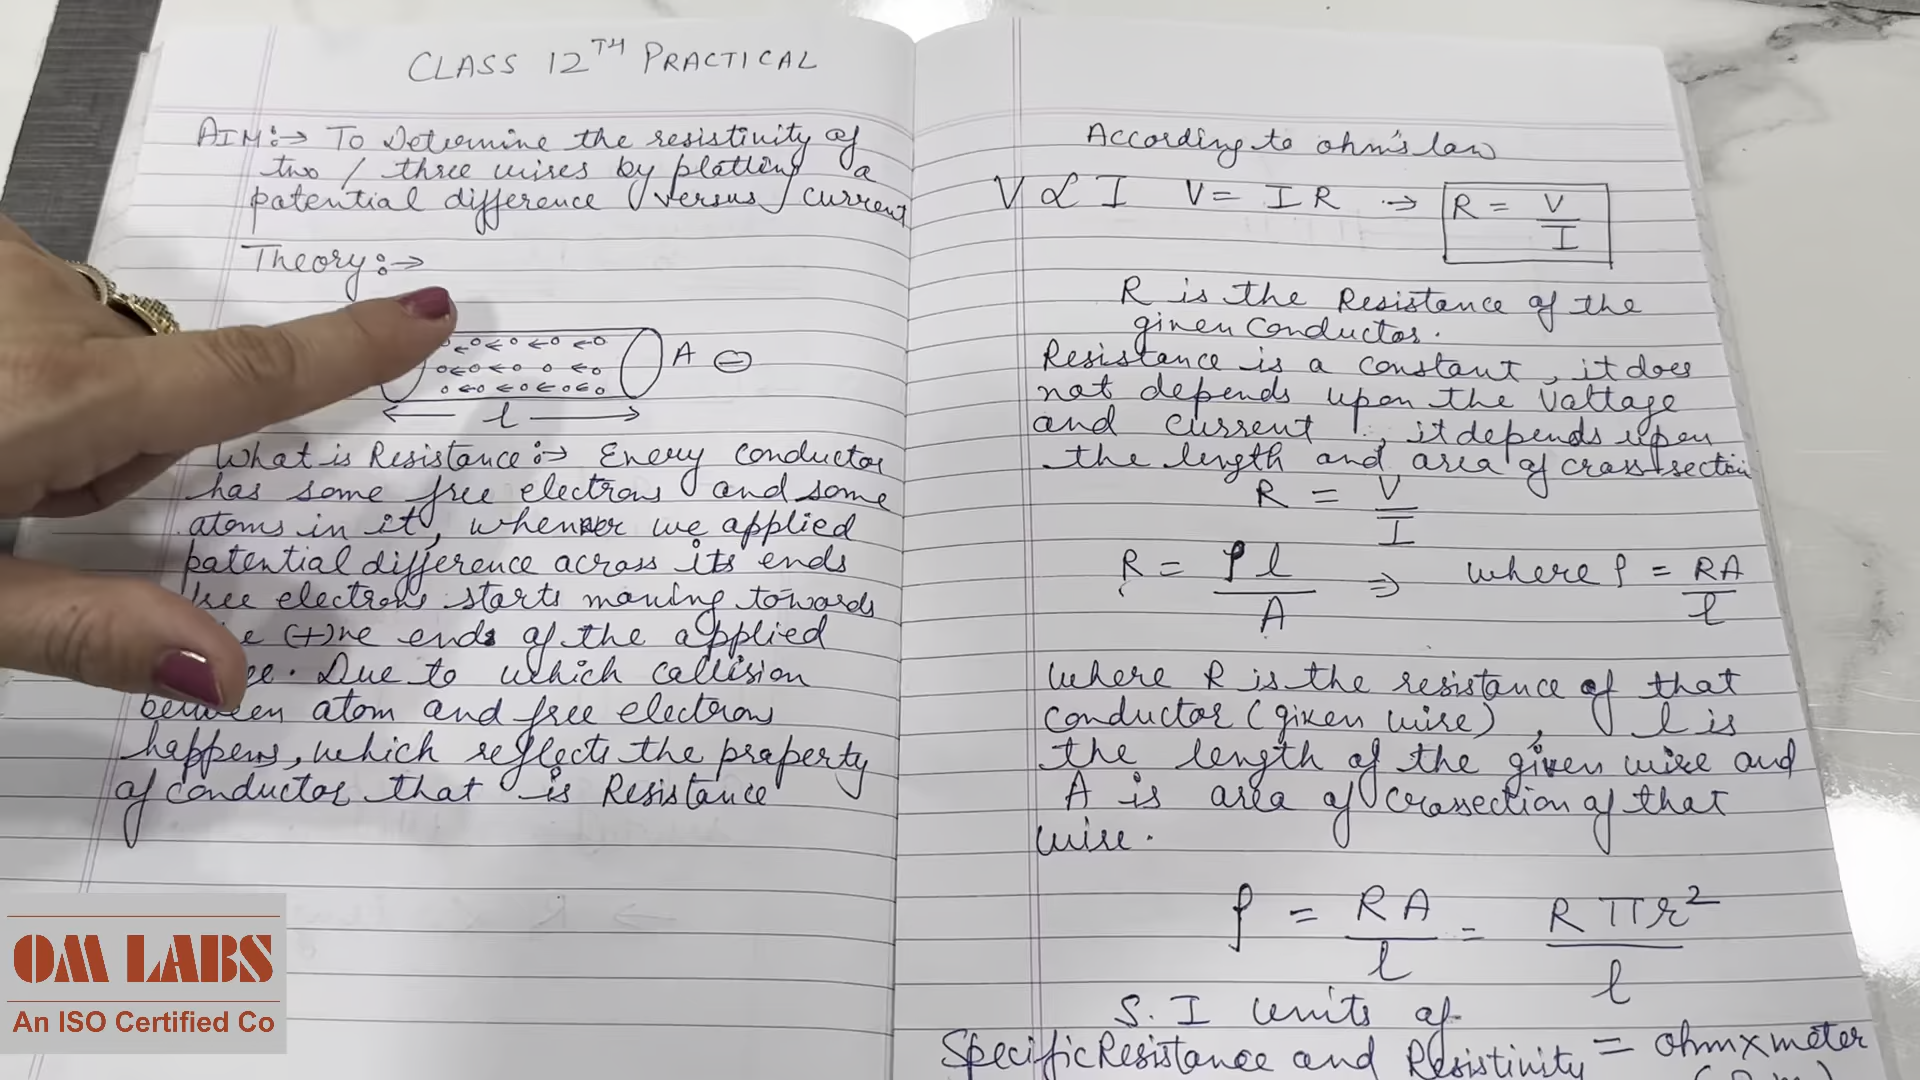 CLASS 12TH PRACTICAL
AIM:→ To Determine the resistivity of
two / three wires by plotting a
potential difference versus current
Theory:→
A ⊖
l
What is Resistance:→ Every conductor
has some free electrons and some
atoms in it, whenever we applied
potential difference across its ends
free electrons starts moving towards
(+)ve ends of the applied
Due to which collision
between atom and free electrons
happens, which reflects the property
of conductor that is Resistance
According to ohm's law
V ∝ I V = I R → R = V/I
R is the Resistance of the
given conductor.
Resistance is a constant, it does
not depends upon the Voltage
and current, it depends upon
the length and area of cross-section
R = V/I
R = ρl/A ⇒ where ρ = RA/l
where R is the resistance of that
conductor (given wire), l is
the length of the given wire and
A is area of crossection of that
wire.
ρ = RA/l = Rπr²/l
S.I units of
Specific Resistance and Resistivity = ohm×meter
OM LABS
An ISO Certified Co